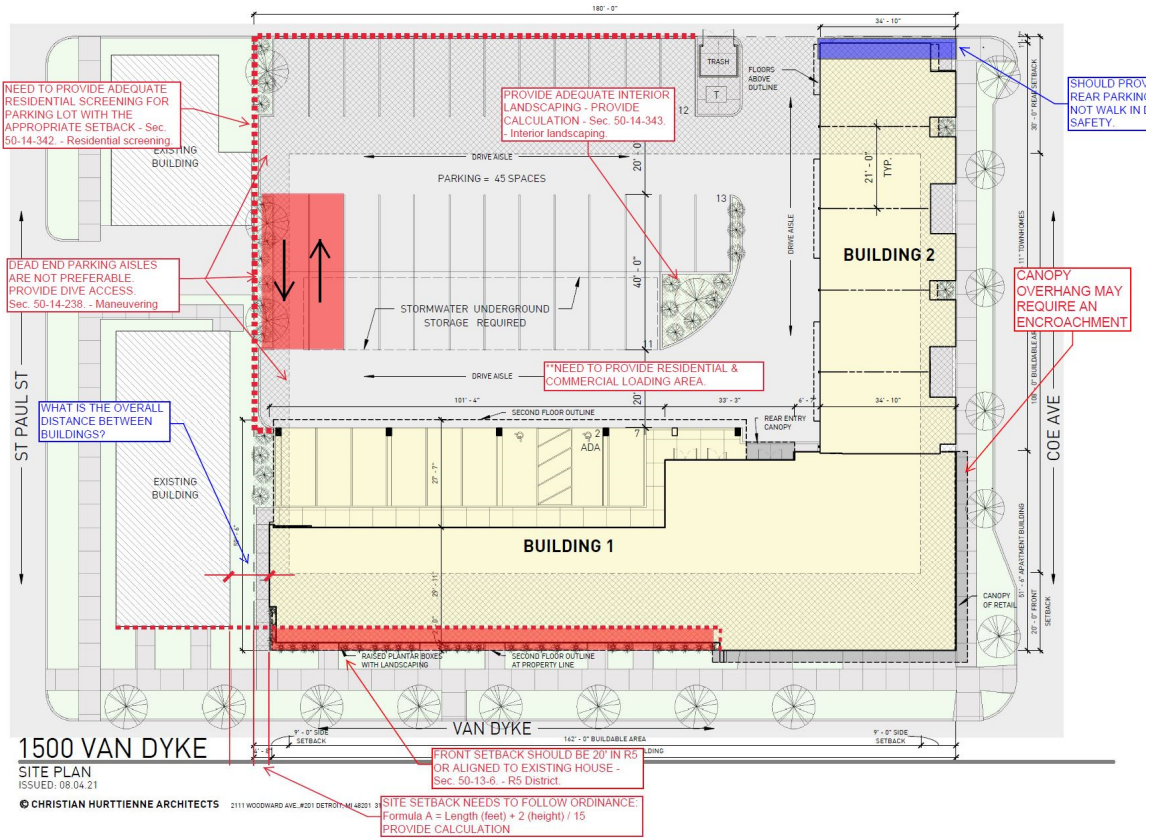 180' - 0"
34' - 10"
TRASH
T
FLOORS
ABOVE
OUTLINE
30' - 0" REAR SETBACK
NEED TO PROVIDE ADEQUATE
RESIDENTIAL SCREENING FOR
PARKING LOT WITH THE
APPROPRIATE SETBACK - Sec.
50-14-342. - Residential screening.
EXISTING
BUILDING
PROVIDE ADEQUATE INTERIOR
LANDSCAPING - PROVIDE
CALCULATION - Sec. 50-14-343.
- Interior landscaping.
12
SHOULD PROV
REAR PARKING
NOT WALK IN D
SAFETY.
DRIVE AISLE
20' - 0"
PARKING = 45 SPACES
21' - 0"
TYP.
13
DRIVE AISLE
BUILDING 2
11" TOWNHOMES
DEAD END PARKING AISLES
ARE NOT PREFERABLE.
PROVIDE DIVE ACCESS.
Sec. 50-14-238. - Maneuvering
40' - 0"
STORMWATER UNDERGROUND
STORAGE REQUIRED
11
CANOPY
OVERHANG MAY
REQUIRE AN
ENCROACHMENT
ST PAUL ST
COE AVE
DRIVE AISLE
**NEED TO PROVIDE RESIDENTIAL &
COMMERCIAL LOADING AREA.
WHAT IS THE OVERALL
DISTANCE BETWEEN
BUILDINGS?
101' - 4"
20'
33' - 3"
34' - 10"
SECOND FLOOR OUTLINE
REAR ENTRY
CANOPY
2
ADA
7
27' - 7"
EXISTING
BUILDING
BUILDING 1
29' - 11"
51' - 6" APARTMENT BUILDING
20' - 0" FRONT
SETBACK
CANOPY
OF RETAIL
RAISED PLANTAR BOXES
WITH LANDSCAPING
SECOND FLOOR OUTLINE
AT PROPERTY LINE
VAN DYKE
9' - 0" SIDE
SETBACK
162' - 0" BUILDABLE AREA
9' - 0" SIDE
SETBACK
1500 VAN DYKE
SITE PLAN
ISSUED: 08.04.21
FRONT SETBACK SHOULD BE 20' IN R5
OR ALIGNED TO EXISTING HOUSE -
Sec. 50-13-6. - R5 District.
© CHRISTIAN HURTTIENNE ARCHITECTS 2111 WOODWARD AVE.,#201 DETROIT, MI 48201
SITE SETBACK NEEDS TO FOLLOW ORDINANCE:
Formula A = Length (feet) + 2 (height) / 15
PROVIDE CALCULATION